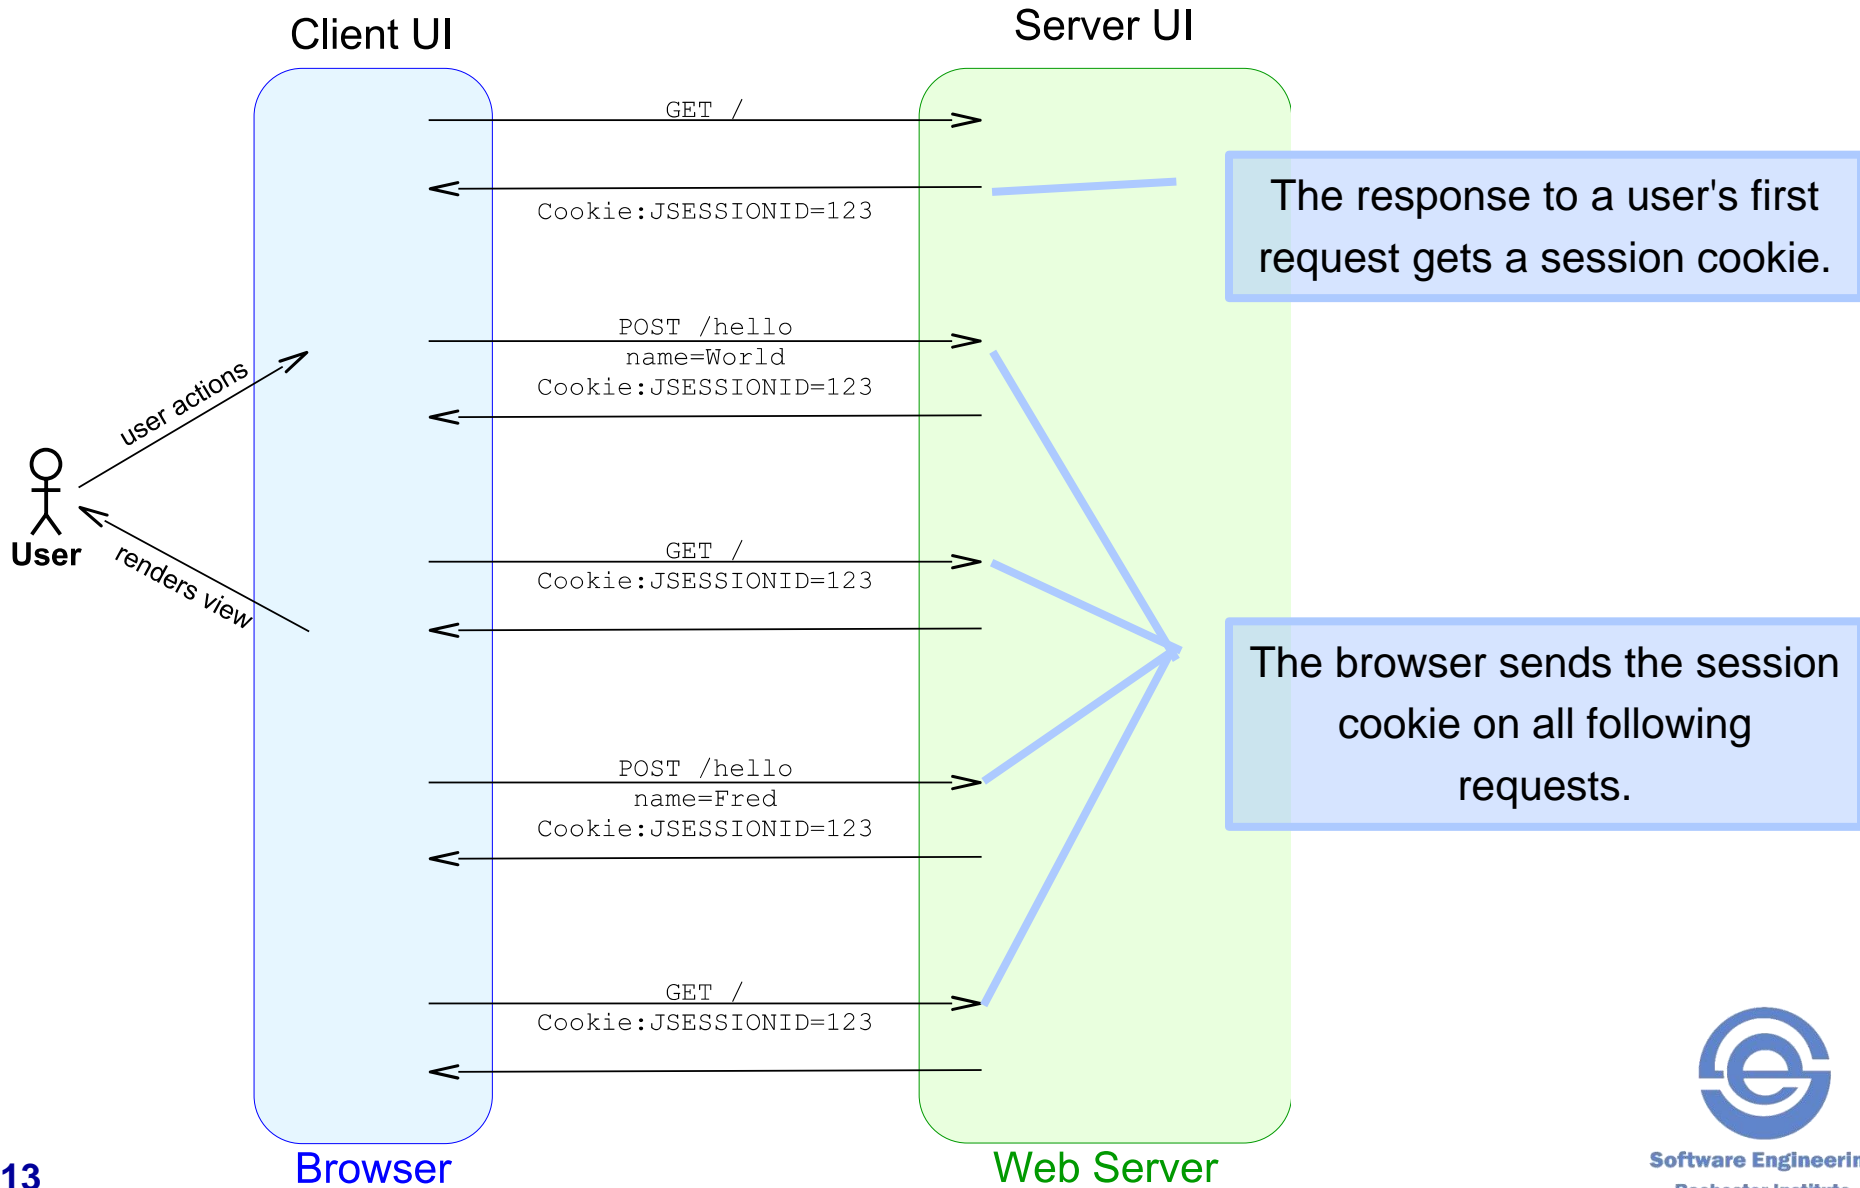 Client UI
Server UI
GET /
Cookie:JSESSIONID=123
The response to a user's first
request gets a session cookie.
POST /hello
name=World
Cookie:JSESSIONID=123
user actions
User
renders view
GET /
Cookie:JSESSIONID=123
The browser sends the session
cookie on all following
requests.
POST /hello
name=Fred
Cookie:JSESSIONID=123
GET /
Cookie:JSESSIONID=123
Software Engineerin
Rochester Institute
Browser
Web Server
13